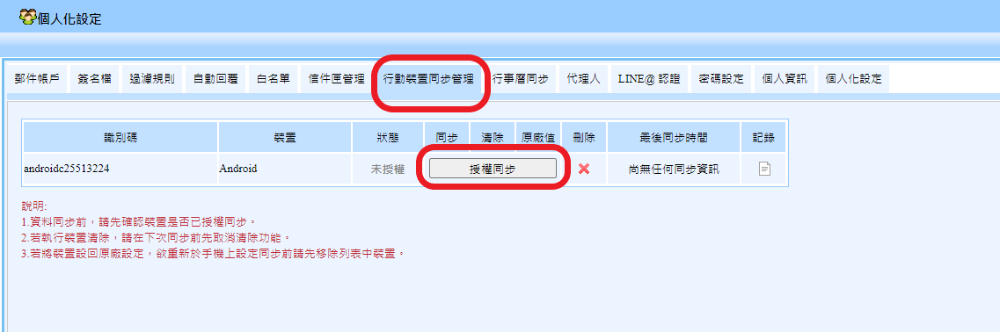 個人化設定
郵件帳戶 簽名檔 過濾規則 自動回覆 白名單 信件匣管理 行動裝置同步管理 行事曆同步 代理人 LINE@ 認證 密碼設定 個人資訊 個人化設定
識別碼 裝置 狀態 同步 清除 原廠值 刪除 最後同步時間 記錄
androidc25513224 Android 未授權 授權同步 尚無任何同步資訊
說明:
1.資料同步前，請先確認裝置是否已授權同步。
2.若執行裝置清除，請在下次同步前先取消清除功能。
3.若將裝置設回原廠設定，欲重新於手機上設定同步前請先移除列表中裝置。